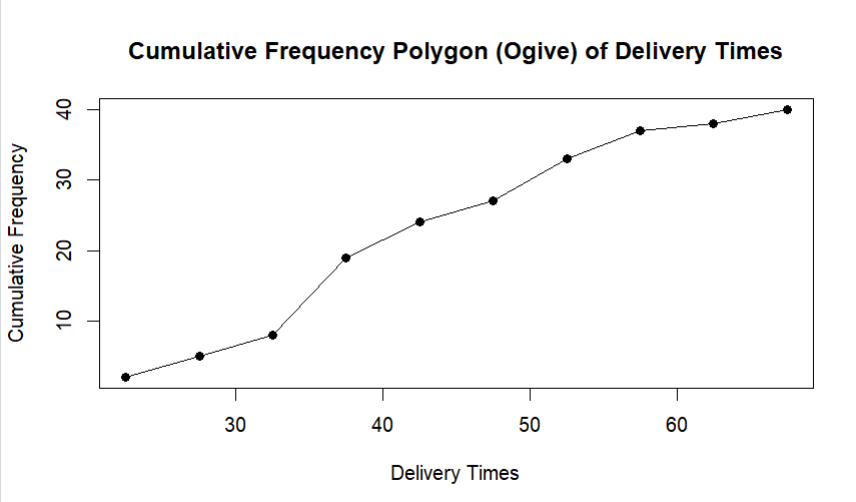 Cumulative Frequency Polygon (Ogive) of Delivery Times
Cumulative Frequency
40
30
20
10
30 40 50 60
Delivery Times